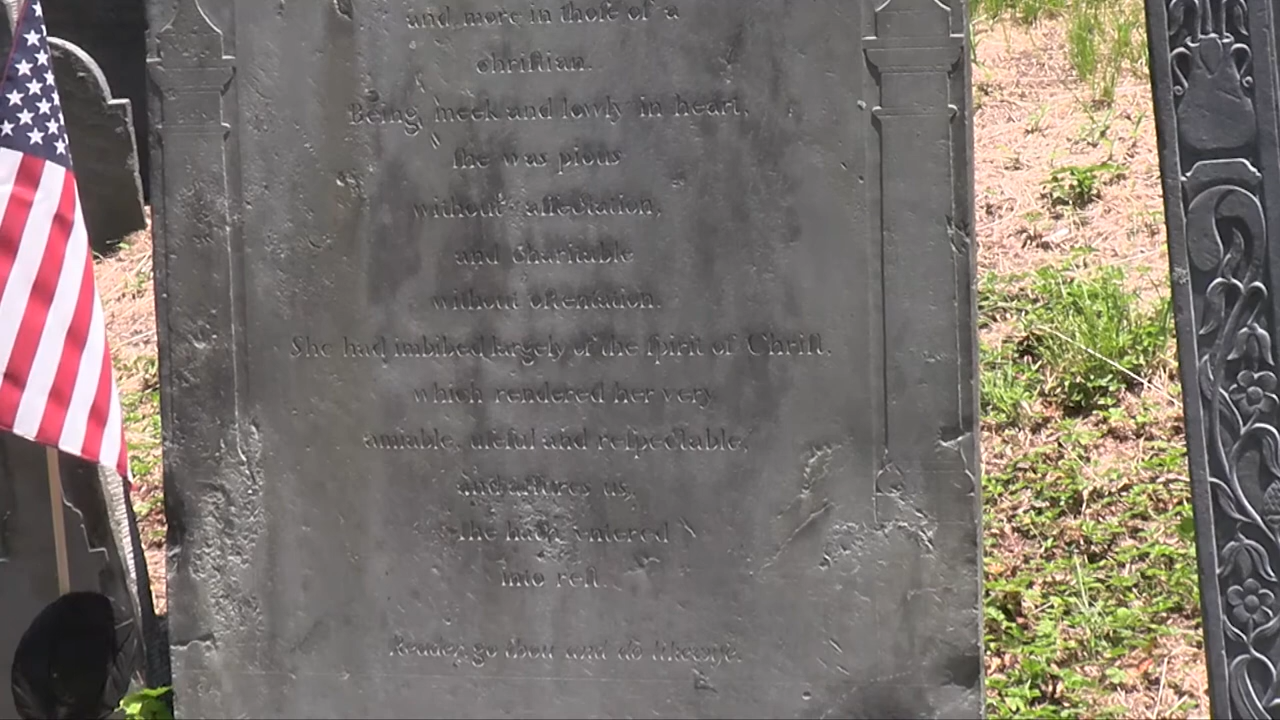 and more in thoſe of a
chriſtian.
Being meek and lowly in heart,
ſhe was pious
without affectation,
and charitable
without oſtentation.
She had imbibed largely of the ſpirit of Chriſt,
which rendered her very
amiable, uſeful and reſpectable,
and aſſures us,
ſhe hath entered
into reſt.
Reader, go thou and do likewiſe.